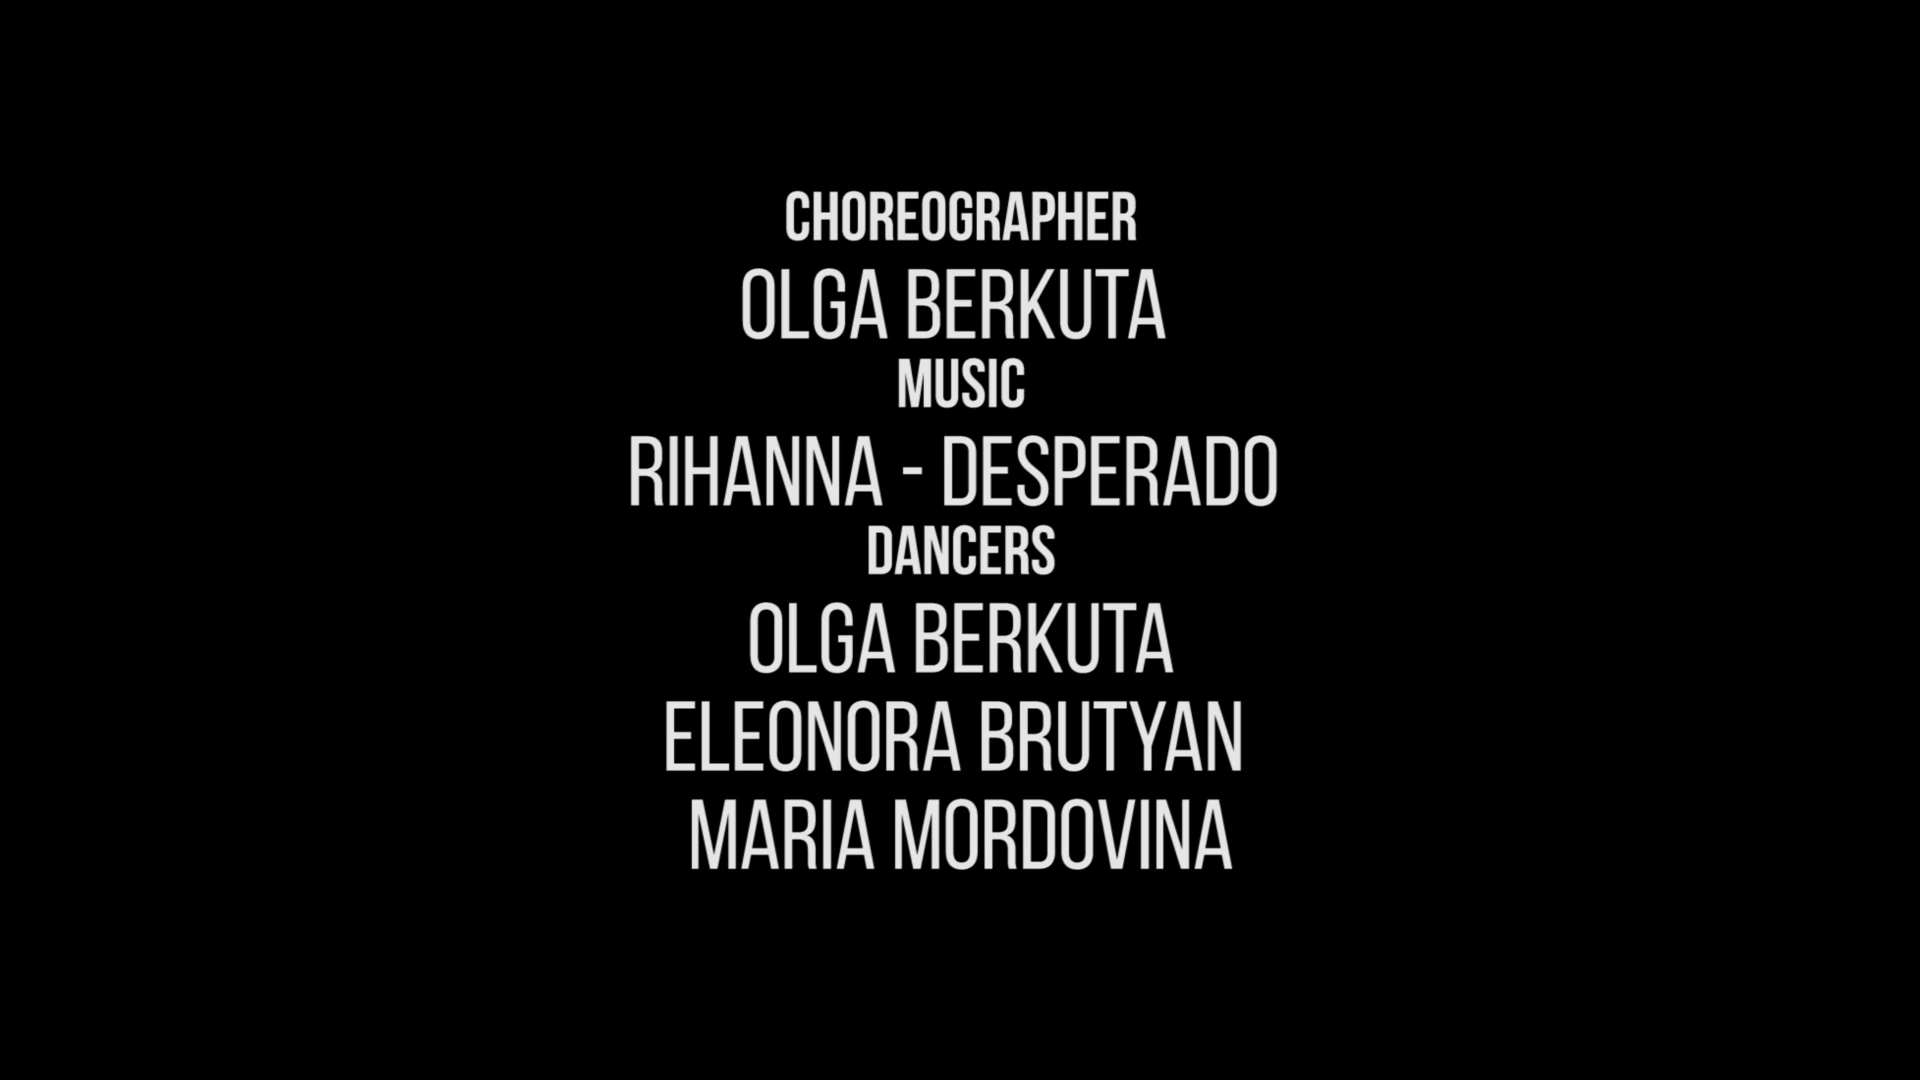 CHOREOGRAPHER
OLGA BERKUTA
MUSIC
RIHANNA - DESPERADO
DANCERS
OLGA BERKUTA
ELEONORA BRUTYAN
MARIA MORDOVINA